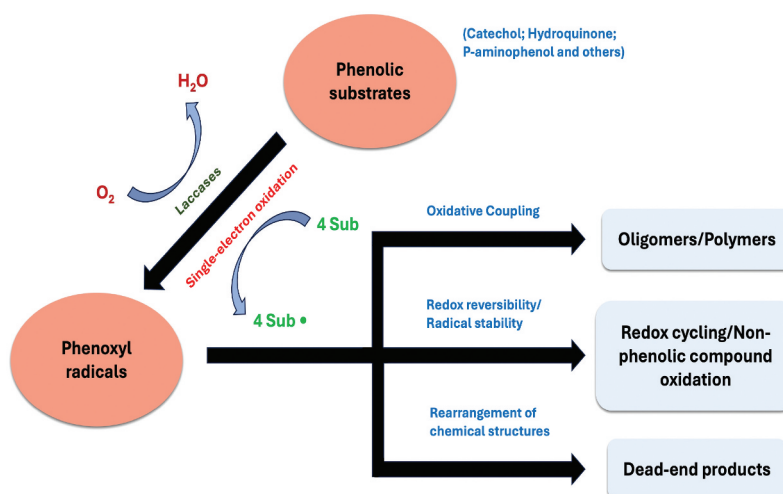 (Catechol; Hydroquinone;
P-aminophenol and others)
Phenolic
substrates
H₂O
O₂
Laccases
Single-electron oxidation
4 Sub
4 Sub •
Phenoxyl
radicals
Oxidative Coupling
Oligomers/Polymers
Redox reversibility/
Radical stability
Redox cycling/Non-
phenolic compound
oxidation
Rearrangement of
chemical structures
Dead-end products